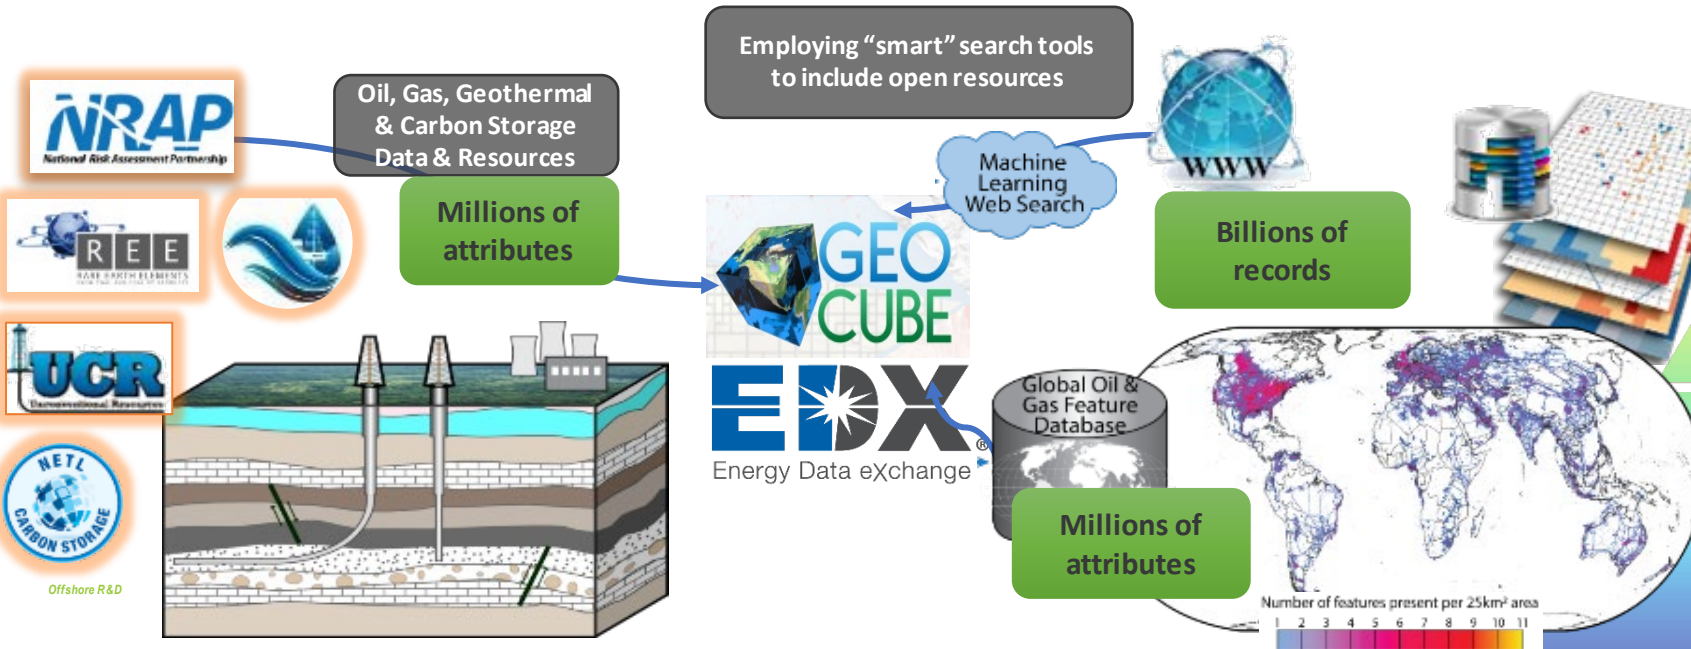 Employing “smart” search tools
to include open resources
NRAP
National Risk Assessment Partnership
Oil, Gas, Geothermal
& Carbon Storage
Data & Resources
Millions of
attributes
REE
RARE EARTH ELEMENTS
UCR
Unconventional Resources
NETL
CARBON STORAGE
Offshore R&D
Machine
Learning
Web Search
WWW
Billions of
records
GEO
CUBE
EDX®
Energy Data eXchange
Global Oil &
Gas Feature
Database
Millions of
attributes
Number of features present per 25km² area
1 2 3 4 5 6 7 8 9 10 11